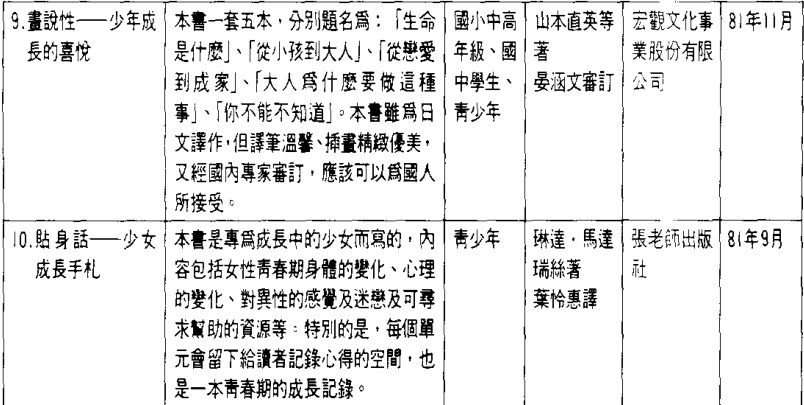 9.畫說性——少年成
長的喜悅
本書一套五本，分別題名爲：「生命
是什麼」、「從小孩到大人」、「從戀愛
到成家」、「大人爲什麼要做這種
事」、「你不能不知道」。本書雖爲日
文譯作，但譯筆溫馨、插畫精緻優美，
又經國內專家審訂，應該可以爲國人
所接受。
國小中高
年級、國
中學生、
靑少年
山本直英等
著
晏涵文審訂
宏觀文化事
業股份有限
公司
81年11月
10.貼身話——少女
成長手札
本書是專爲成長中的少女而寫的，內
容包括女性靑春期身體的變化、心理
的變化、對異性的感覺及迷戀及可尋
求幫助的資源等。特別的是，每個單
元會留下給讀者記錄心得的空間，也
是一本靑春期的成長記錄。
靑少年
琳達．馬達
瑞絲著
葉怜惠譯
張老師出版
社
81年9月